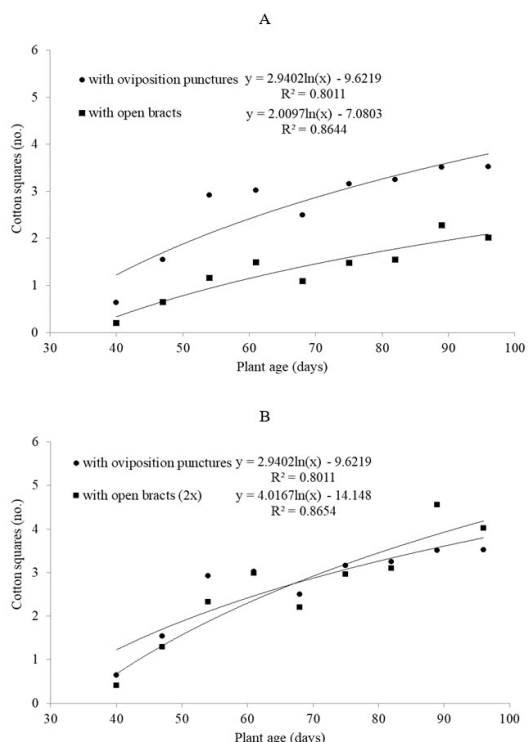 A
6
5
4
3
2
1
0
Cotton squares (no.)
with oviposition punctures y = 2.9402ln(x) - 9.6219
R² = 0.8011
with open bracts y = 2.0097ln(x) - 7.0803
R² = 0.8644
30 40 50 60 70 80 90 100
Plant age (days)
B
6
5
4
3
2
1
0
Cotton squares (no.)
with oviposition punctures y = 2.9402ln(x) - 9.6219
R² = 0.8011
with open bracts (2x) y = 4.0167ln(x) - 14.148
R² = 0.8654
30 40 50 60 70 80 90 100
Plant age (days)